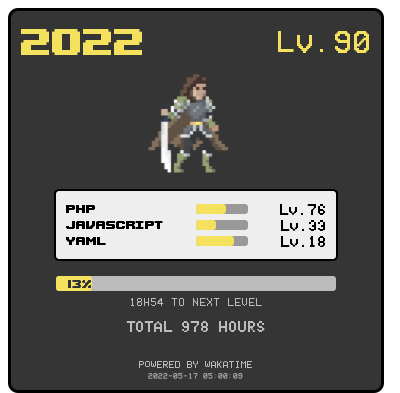 2022 Lv.90
PHP Lv.76
JAVASCRIPT Lv.33
YAML Lv.18
13%
18H54 TO NEXT LEVEL
TOTAL 978 HOURS
POWERED BY WAKATIME
2022-05-17 05:00:09